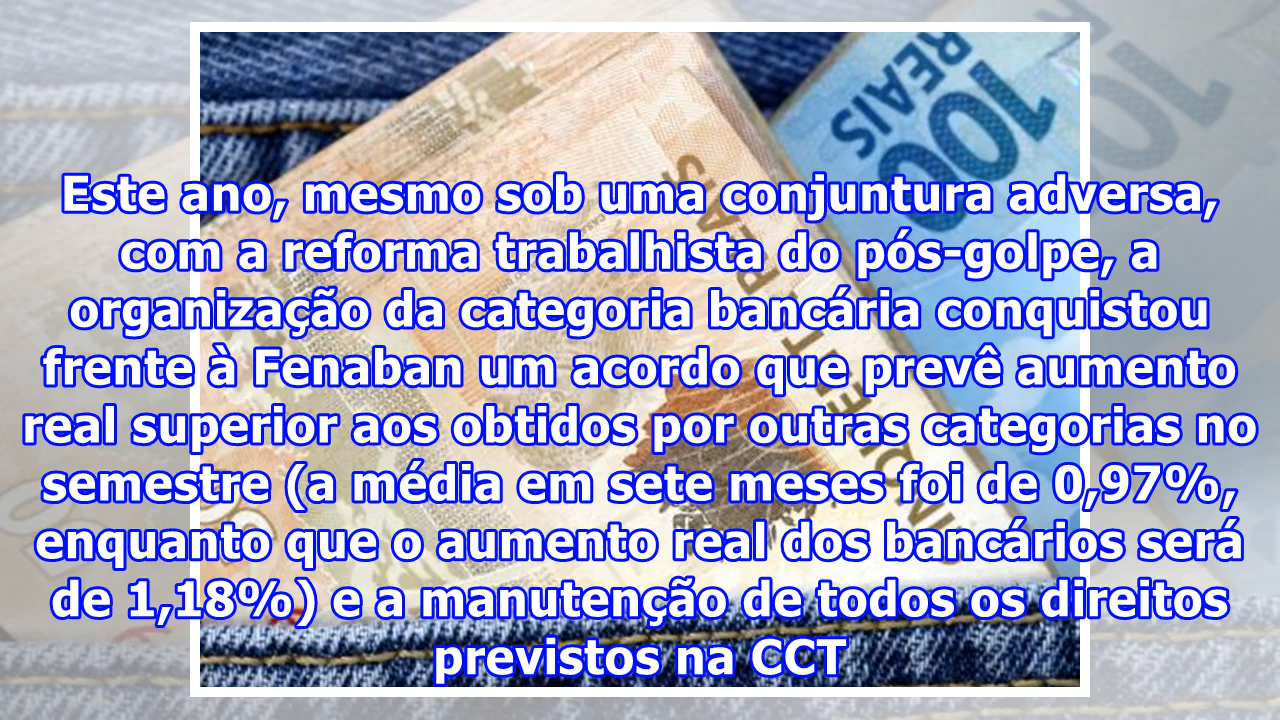 Este ano, mesmo sob uma conjuntura adversa,
com a reforma trabalhista do pós-golpe, a
organização da categoria bancária conquistou
frente à Fenaban um acordo que prevê aumento
real superior aos obtidos por outras categorias no
semestre (a média em sete meses foi de 0,97%,
enquanto que o aumento real dos bancários será
de 1,18%) e a manutenção de todos os direitos
previstos na CCT
100
REAIS